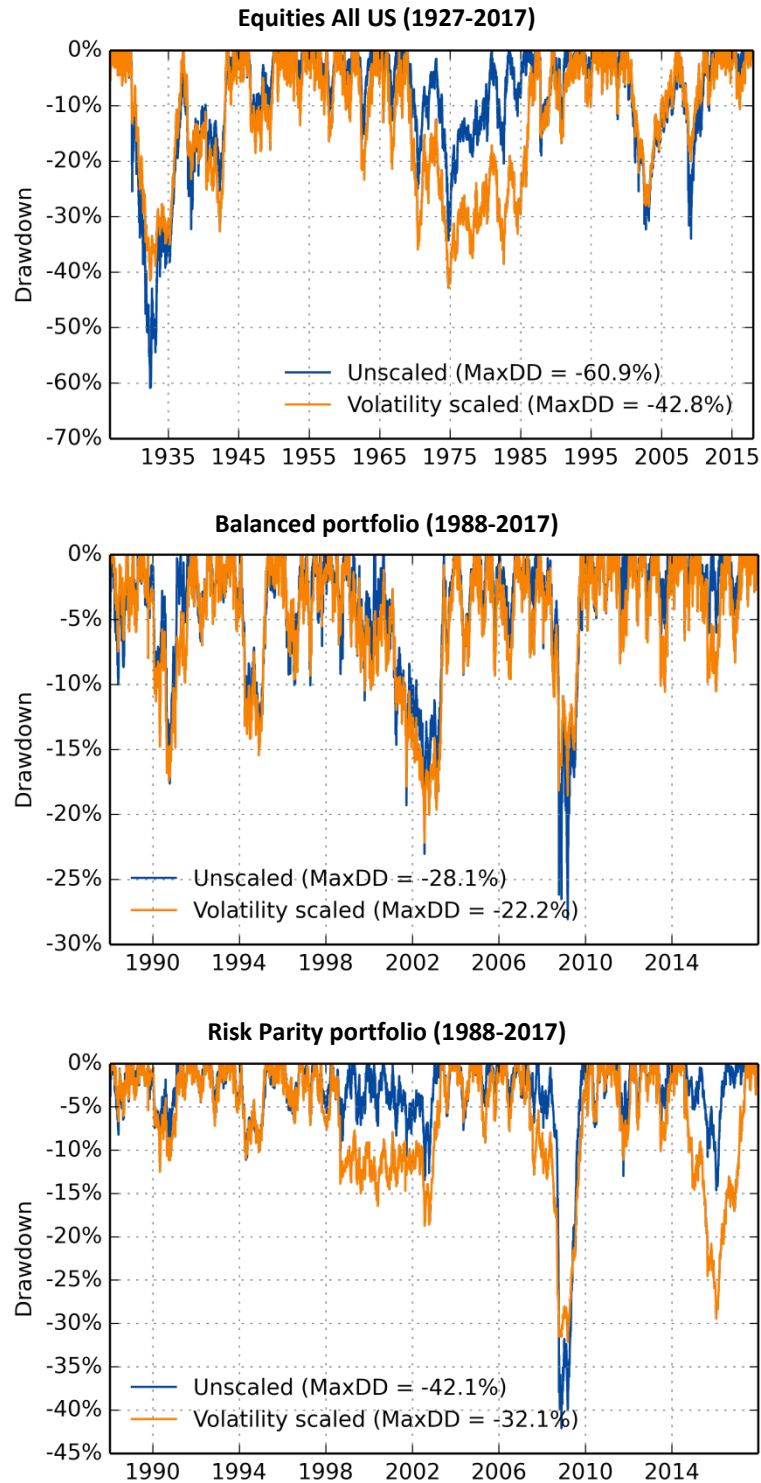 Equities All US (1927-2017)
0%
-10%
-20%
-30%
-40%
-50%
-60%
-70%
Drawdown
Unscaled (MaxDD = -60.9%)
Volatility scaled (MaxDD = -42.8%)
1935 1945 1955 1965 1975 1985 1995 2005 2015
Balanced portfolio (1988-2017)
0%
-5%
-10%
-15%
-20%
-25%
-30%
Drawdown
Unscaled (MaxDD = -28.1%)
Volatility scaled (MaxDD = -22.2%)
1990 1994 1998 2002 2006 2010 2014
Risk Parity portfolio (1988-2017)
0%
-5%
-10%
-15%
-20%
-25%
-30%
-35%
-40%
-45%
Drawdown
Unscaled (MaxDD = -42.1%)
Volatility scaled (MaxDD = -32.1%)
1990 1994 1998 2002 2006 2010 2014